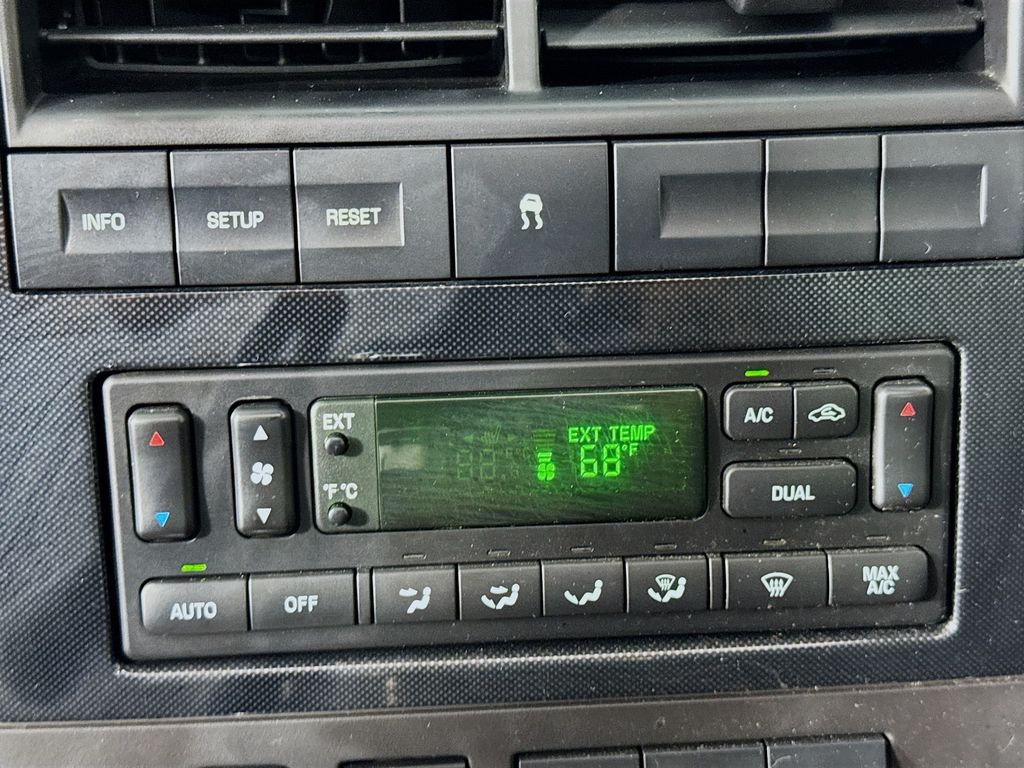 INFO
SETUP
RESET
EXT
°F °C
EXT TEMP
68°F
A/C
DUAL
AUTO
OFF
MAX
A/C